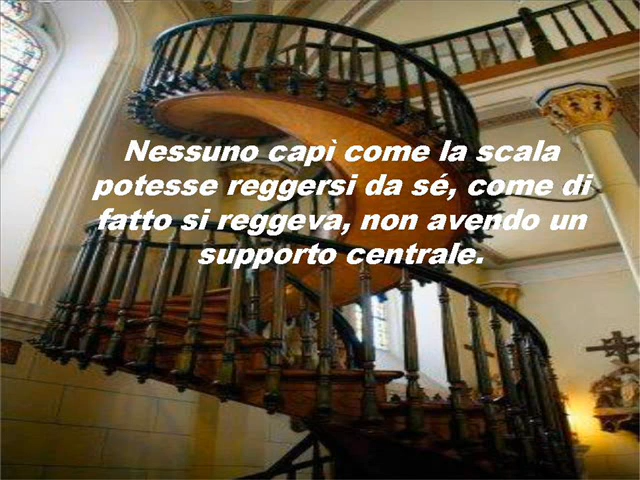 Nessuno capì come la scala
potesse reggersi da sé, come di
fatto si reggeva, non avendo un
supporto centrale.